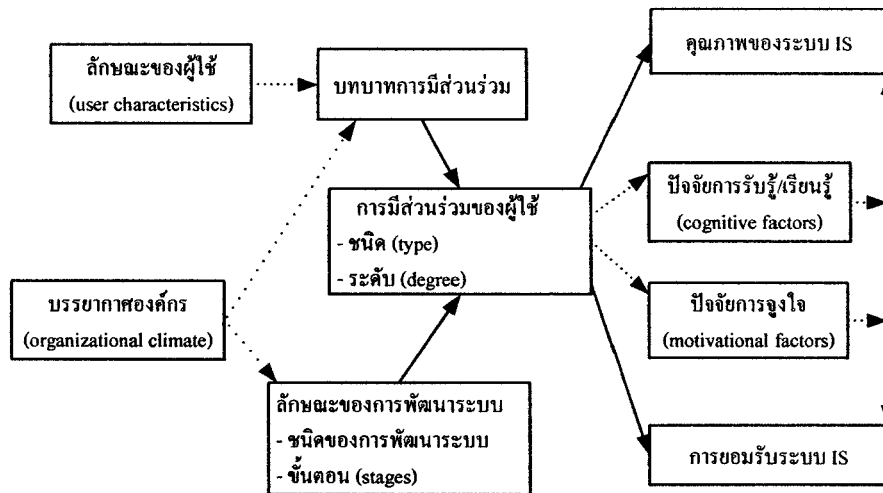 ลักษณะของผู้ใช้
(user characteristics)
บทบาทการมีส่วนร่วม
คุณภาพของระบบ IS
การมีส่วนร่วมของผู้ใช้
- ชนิด (type)
- ระดับ (degree)
ปัจจัยการรับรู้/เรียนรู้
(cognitive factors)
บรรยากาศองค์กร
(organizational climate)
ปัจจัยการจูงใจ
(motivational factors)
ลักษณะของการพัฒนาระบบ
- ชนิดของการพัฒนาระบบ
- ขั้นตอน (stages)
การยอมรับระบบ IS